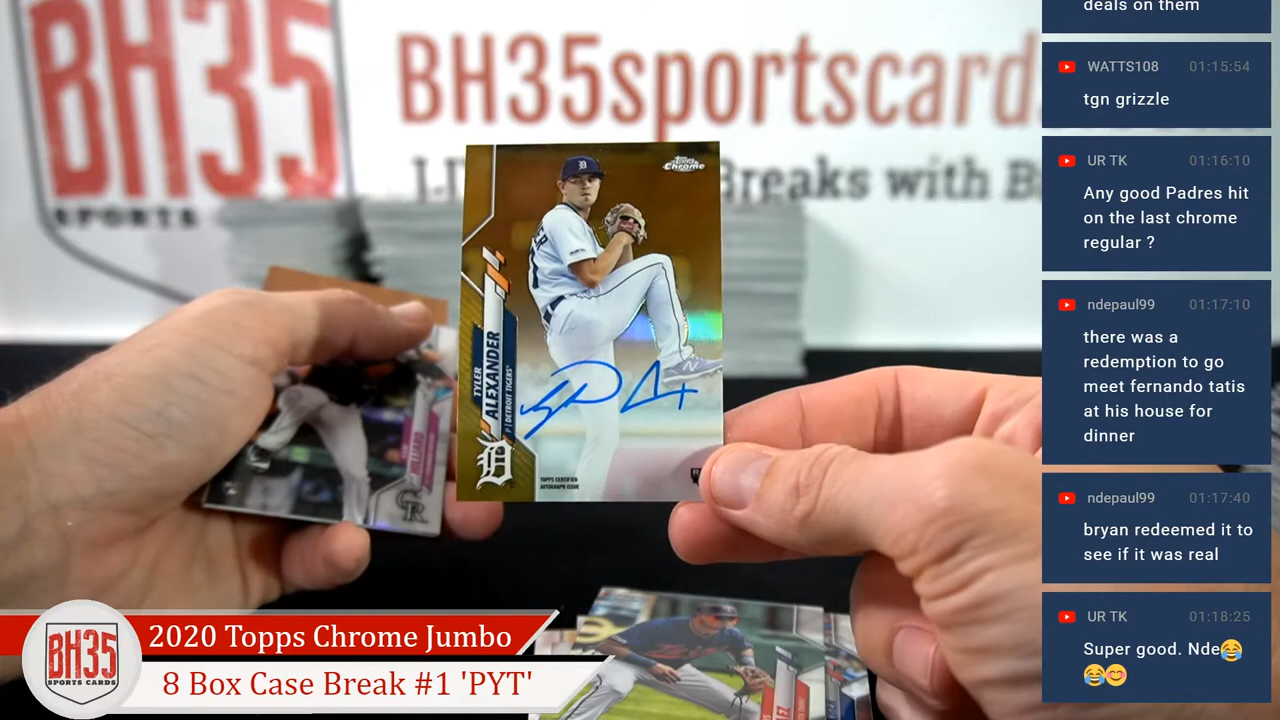 BH35
SPORTS
BH35sportscard
Breaks with B
Topps
Chrome
TYLER
ALEXANDER
P | DETROIT TIGERS
TOPPS CERTIFIED
AUTOGRAPH ISSUE
CR
BH35
SPORTS CARDS
2020 Topps Chrome Jumbo
8 Box Case Break #1 'PYT'
deals on them
WATTS108 01:15:54
tgn grizzle
UR TK 01:16:10
Any good Padres hit
on the last chrome
regular ?
ndepaul99 01:17:10
there was a
redemption to go
meet fernando tatis
at his house for
dinner
ndepaul99 01:17:40
bryan redeemed it to
see if it was real
UR TK 01:18:25
Super good. Nde😂
😂😊